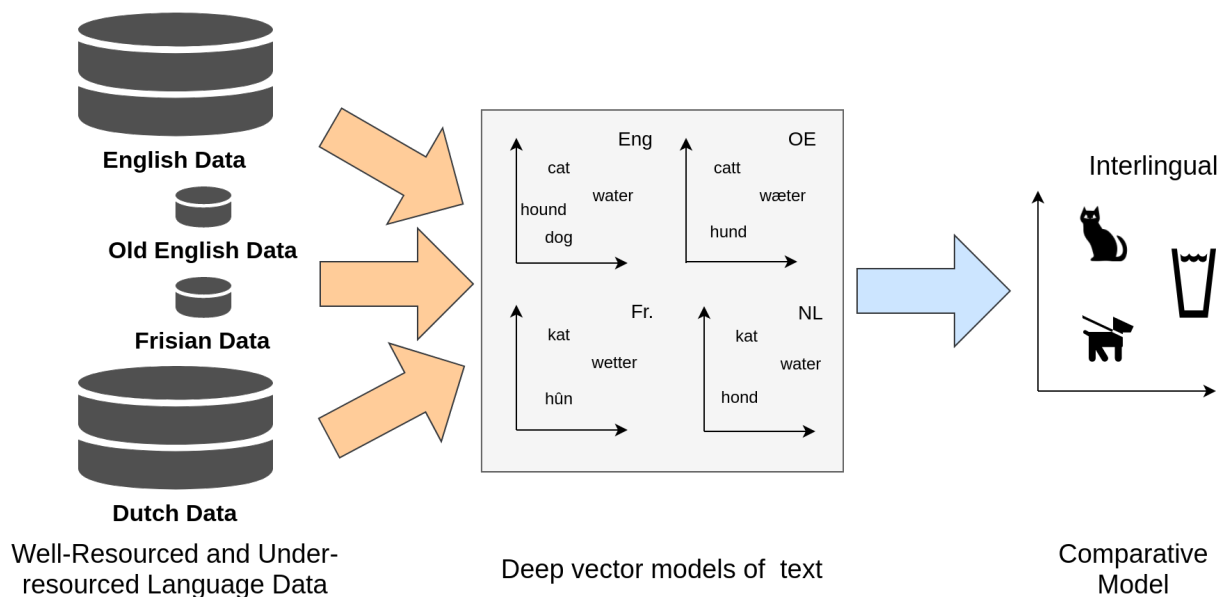 English Data
Old English Data
Frisian Data
Dutch Data
Well-Resourced and Under-
resourced Language Data
Eng
cat
water
hound
dog
OE
catt
wæter
hund
Fr.
kat
wetter
hûn
NL
kat
water
hond
Deep vector models of  text
Interlingual
Comparative
Model